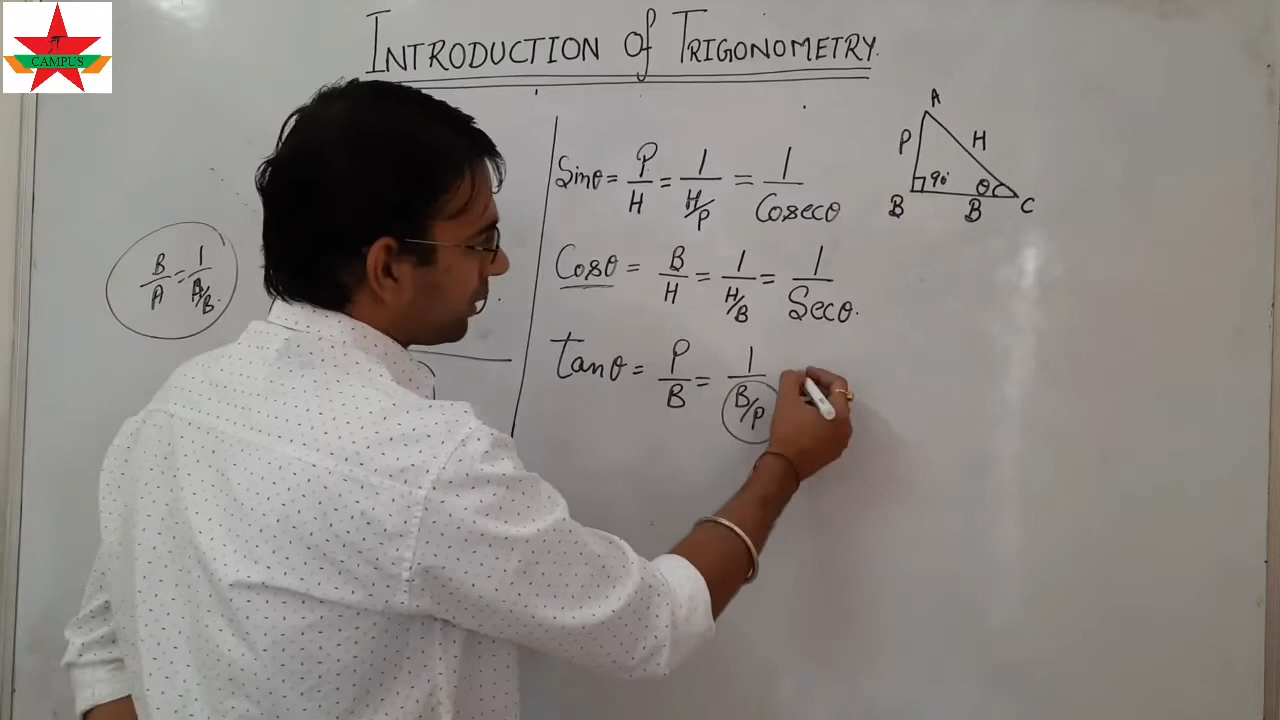 π
CAMPUS
INTRODUCTION of TRIGONOMETRY.
A
P H
90° θ
B B C
Sinθ = P/H = 1/(H/P) = 1/Cosecθ
B/A = 1/(A/B)
Cosθ = B/H = 1/(H/B) = 1/Secθ.
tanθ = P/B = 1/(B/P)